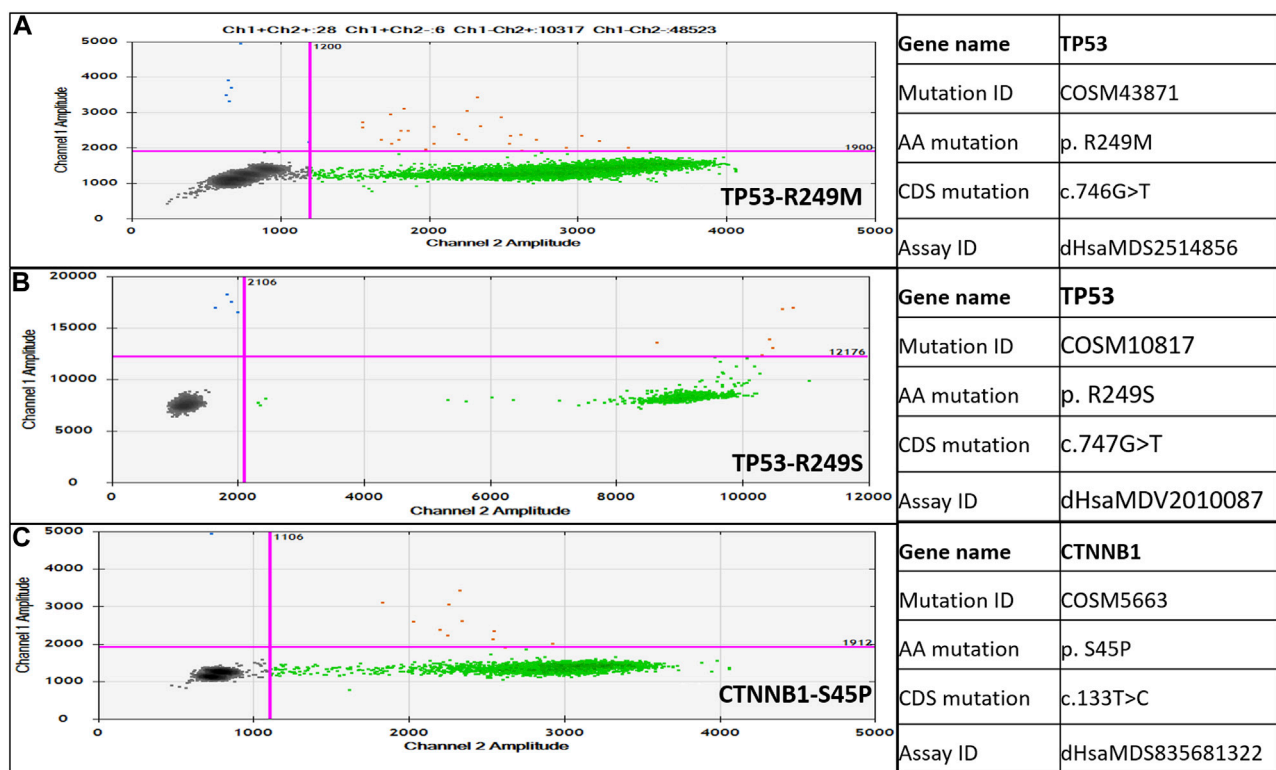 A
Ch1+Ch2+:28 Ch1+Ch2-:6 Ch1-Ch2+:10317 Ch1-Ch2-:48523
Channel 1 Amplitude
5000
4000
3000
2000
1000
0
1200
1900
TP53-R249M
0 1000 2000 3000 4000 5000
Channel 2 Amplitude
Gene name TP53
Mutation ID COSM43871
AA mutation p. R249M
CDS mutation c.746G>T
Assay ID dHsaMDS2514856
B
Channel 1 Amplitude
20000
15000
10000
5000
0
2106
12176
TP53-R249S
0 2000 4000 6000 8000 10000 12000
Channel 2 Amplitude
Gene name TP53
Mutation ID COSM10817
AA mutation p. R249S
CDS mutation c.747G>T
Assay ID dHsaMDV2010087
C
Channel 1 Amplitude
5000
4000
3000
2000
1000
0
1106
1912
CTNNB1-S45P
0 1000 2000 3000 4000 5000
Channel 2 Amplitude
Gene name CTNNB1
Mutation ID COSM5663
AA mutation p. S45P
CDS mutation c.133T>C
Assay ID dHsaMDS835681322